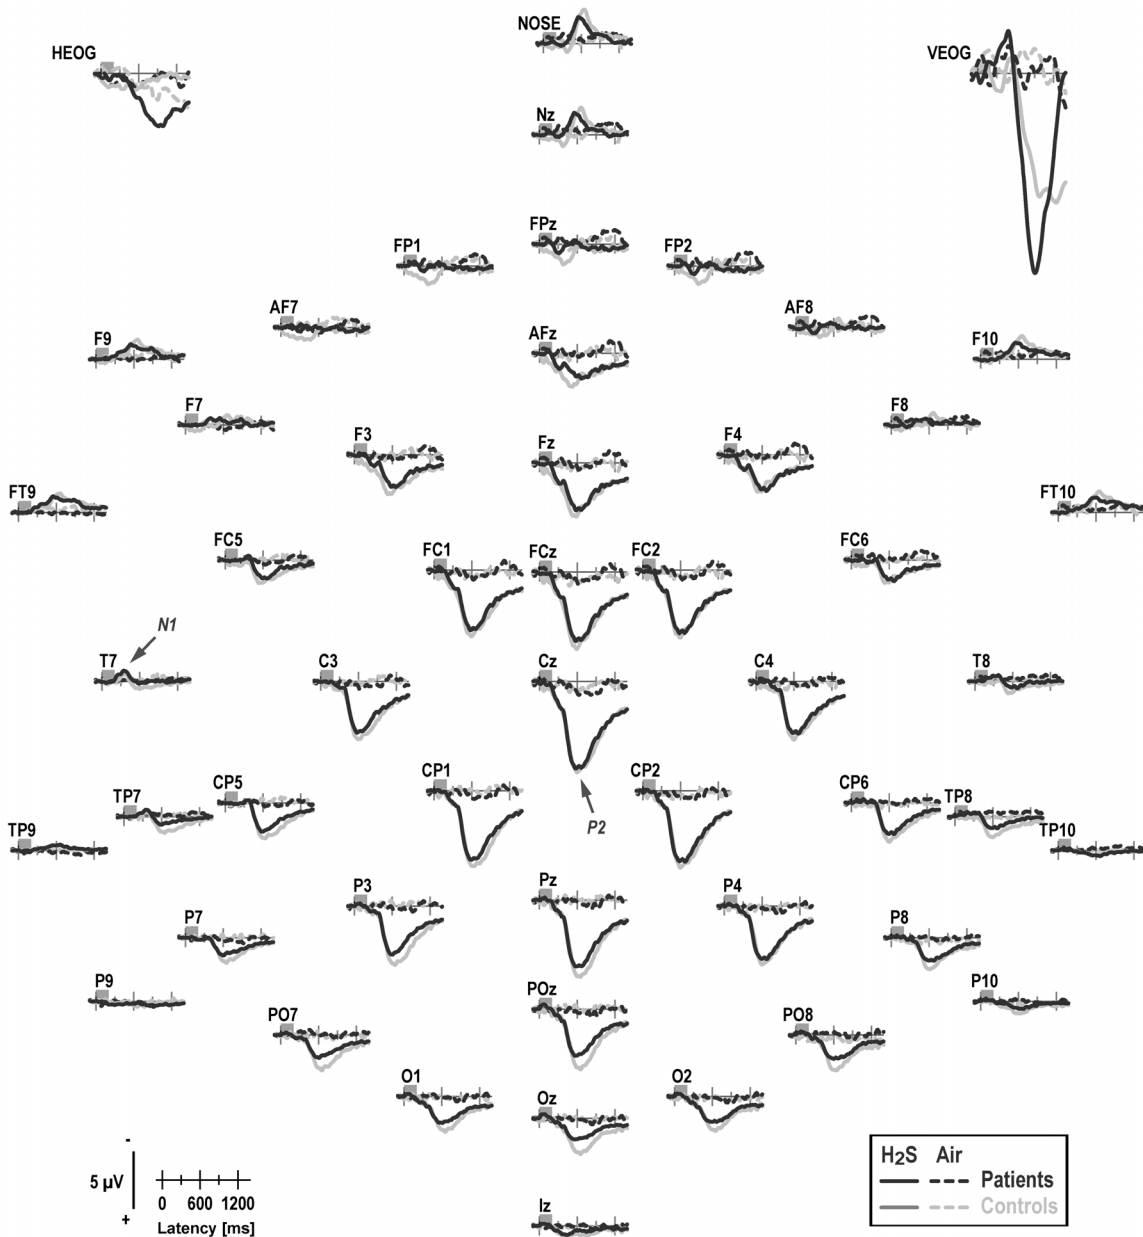 NOSE
HEOG
VEOG
Nz
FPz
FP1
FP2
AF7
AF8
F9
AFz
F10
F7
F8
F3
Fz
F4
FT9
FT10
FC5
FC1
FCz
FC2
FC6
N1
T7
C3
Cz
C4
T8
CP5
CP1
CP2
CP6
TP7
TP8
TP9
P2
TP10
P3
Pz
P4
P7
P8
P9
POz
P10
PO7
PO8
O1
O2
Oz
-
5 µV
+
0 600 1200
Latency [ms]
Iz
H2S Air
Patients
Controls